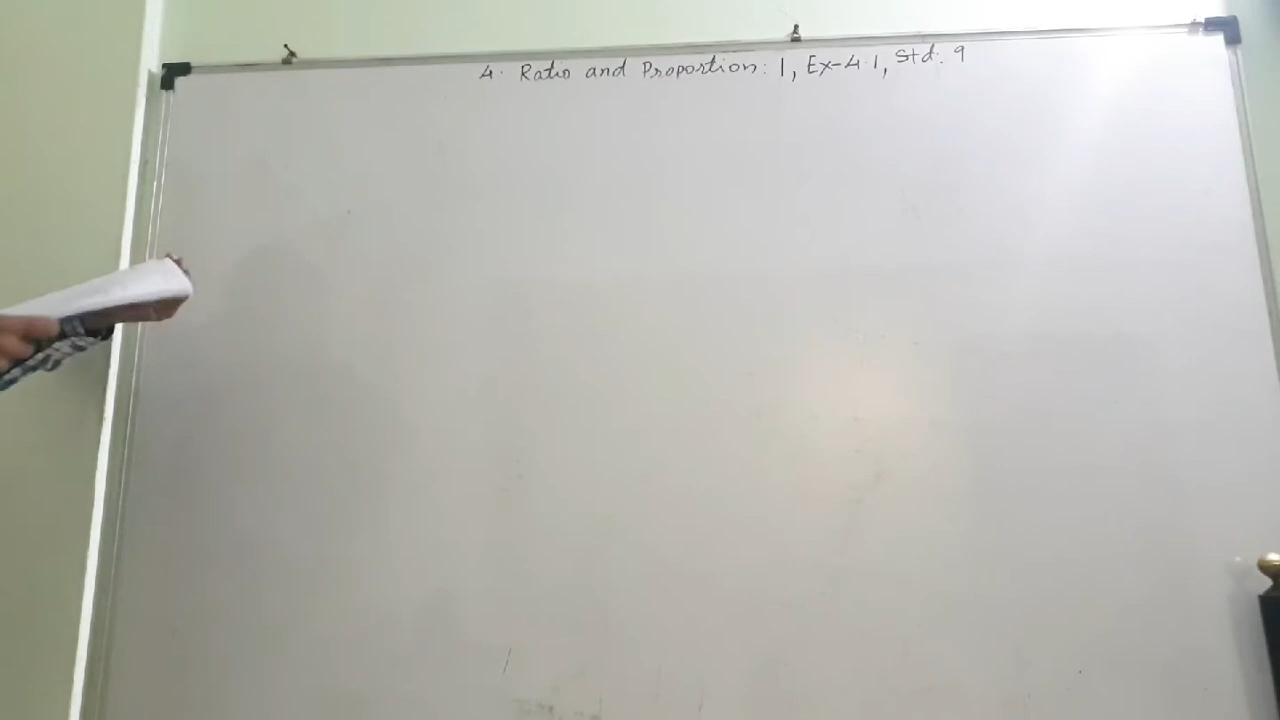 4. Ratio and Proportion: 1, Ex-4.1, Std. 9